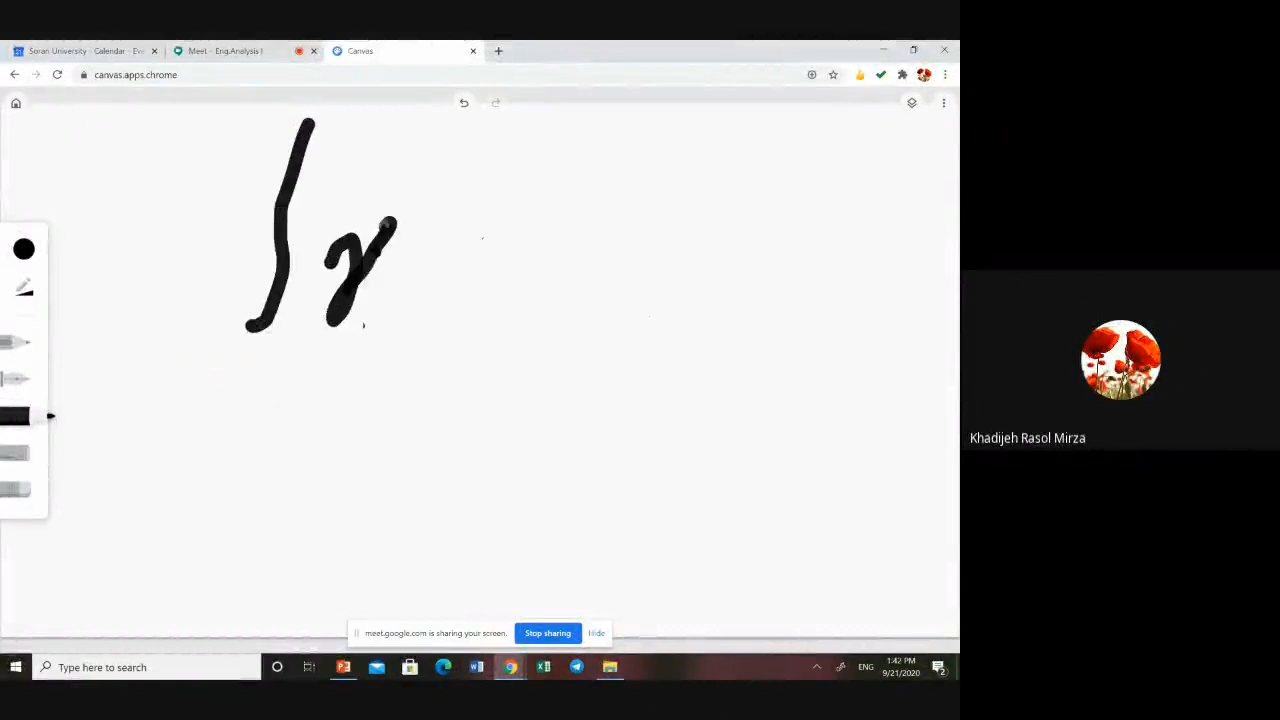 Soran University - Calendar - Eve
Meet - Eng.Analysis I
Canvas
canvas.apps.chrome
∫ γ
Khadijeh Rasol Mirza
meet.google.com is sharing your screen.
Stop sharing
Hide
Type here to search
ENG
1:42 PM
9/21/2020
2